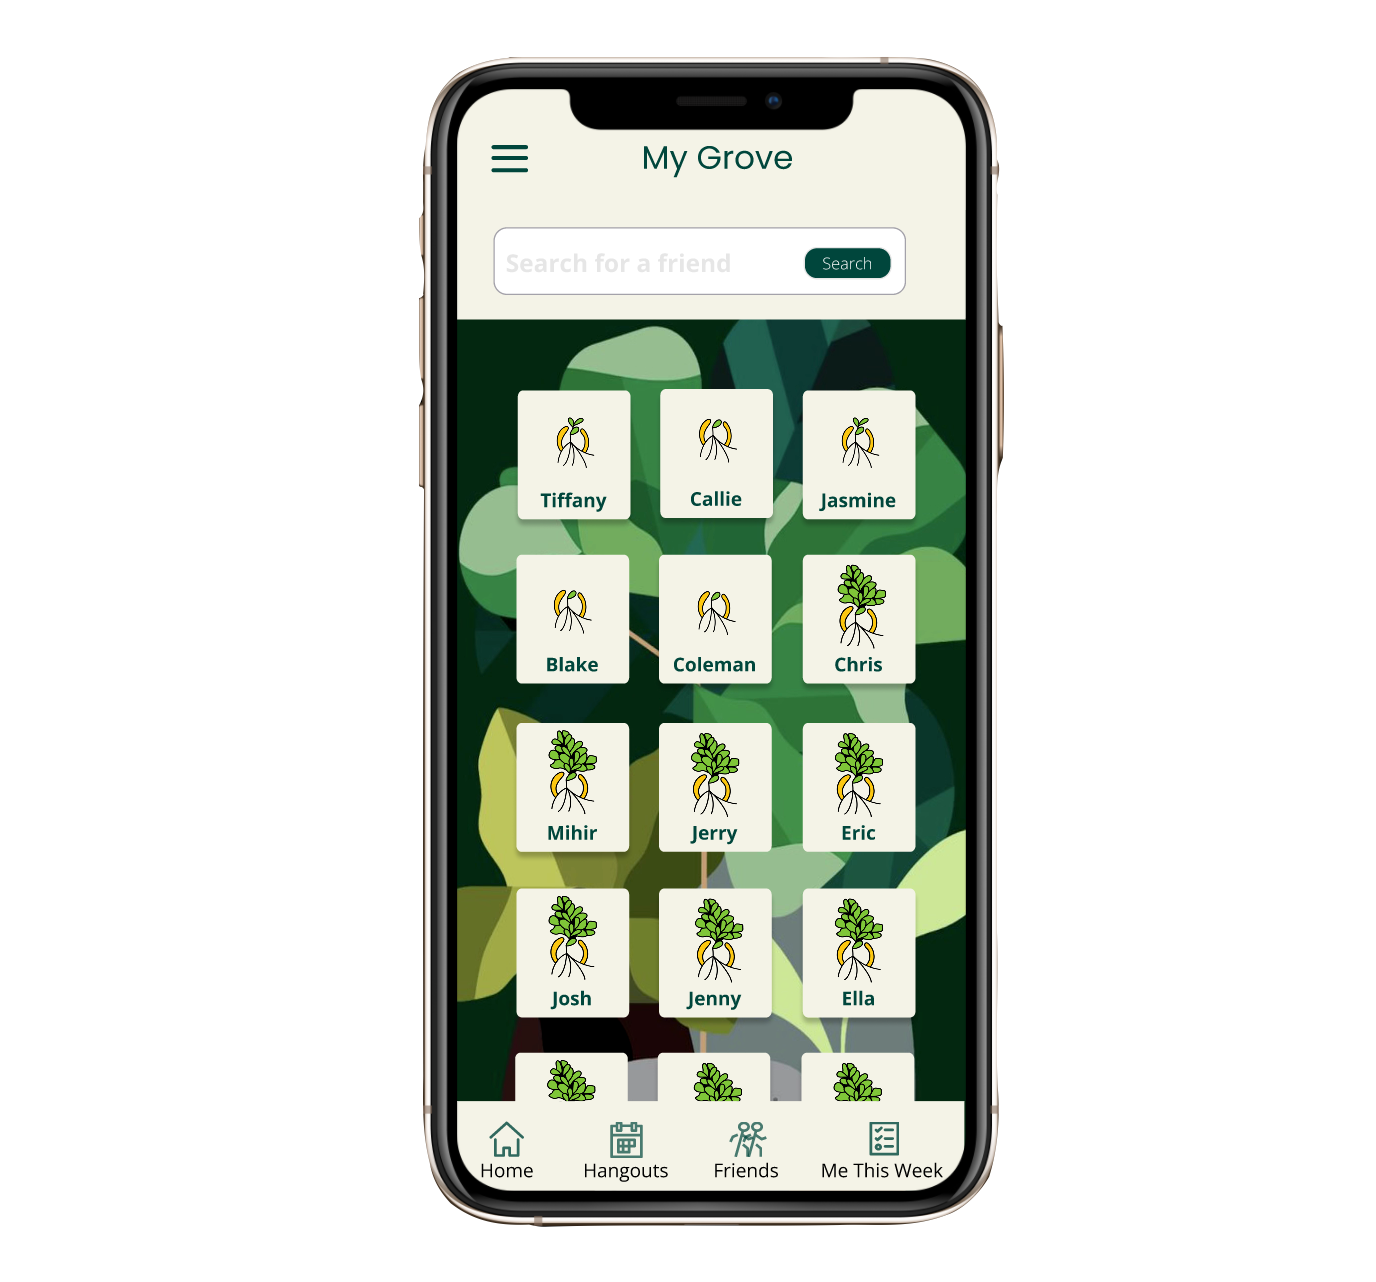 My Grove
Search for a friend
Search
Tiffany
Callie
Jasmine
Blake
Coleman
Chris
Mihir
Jerry
Eric
Josh
Jenny
Ella
Home
Hangouts
Friends
Me This Week